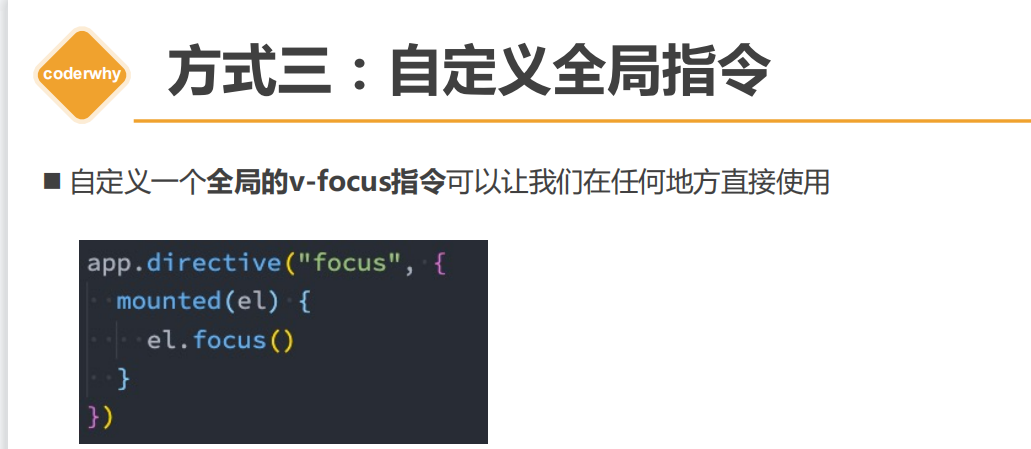 coderwhy
方式三：自定义全局指令
自定义一个全局的v-focus指令可以让我们在任何地方直接使用
app.directive("focus", {
  mounted(el) {
    el.focus()
  }
})